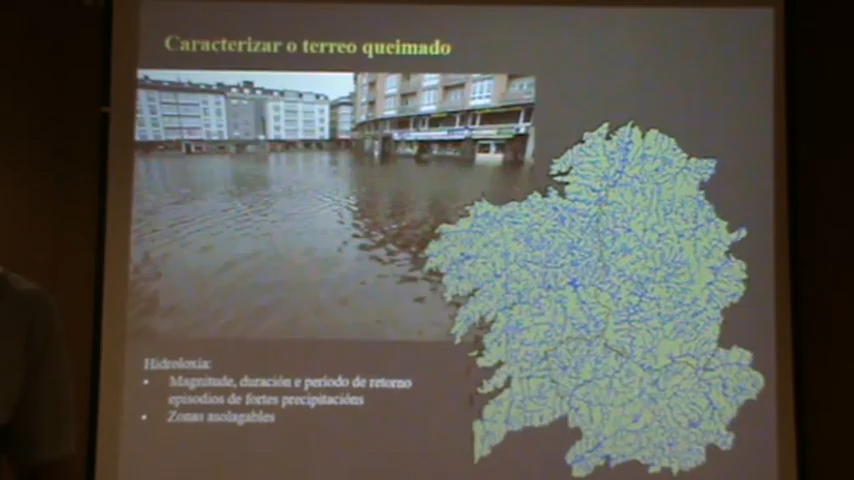 Caracterizar o terreo queimado
Hidroloxía:
• Magnitude, duración e período de retorno
episodios de fortes precipitacións
• Zonas asolagables